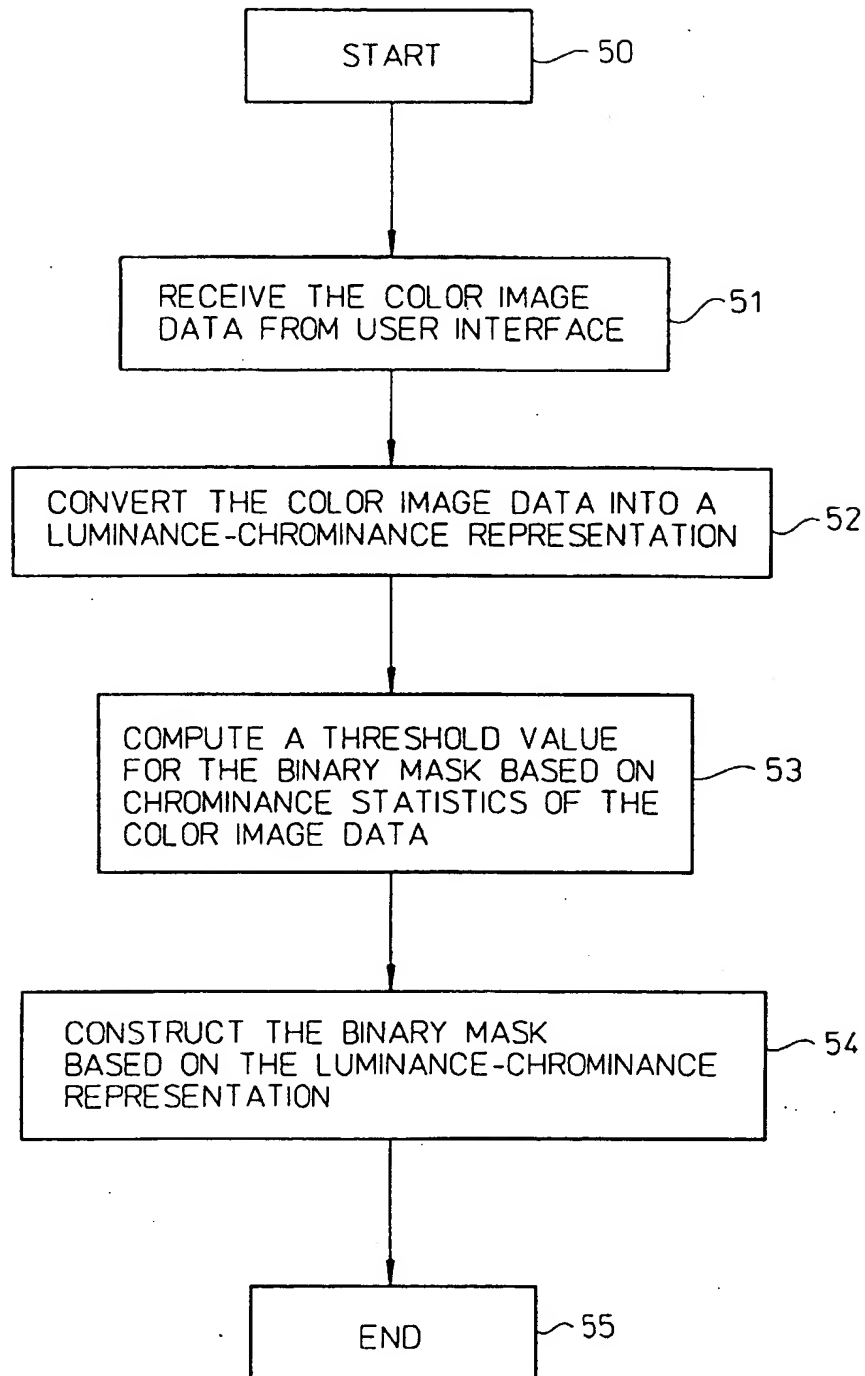 START
50
RECEIVE THE COLOR IMAGE
DATA FROM USER INTERFACE
51
CONVERT THE COLOR IMAGE DATA INTO A
LUMINANCE-CHROMINANCE REPRESENTATION
52
COMPUTE A THRESHOLD VALUE
FOR THE BINARY MASK BASED ON
CHROMINANCE STATISTICS OF THE
COLOR IMAGE DATA
53
CONSTRUCT THE BINARY MASK
BASED ON THE LUMINANCE-CHROMINANCE
REPRESENTATION
54
END
55